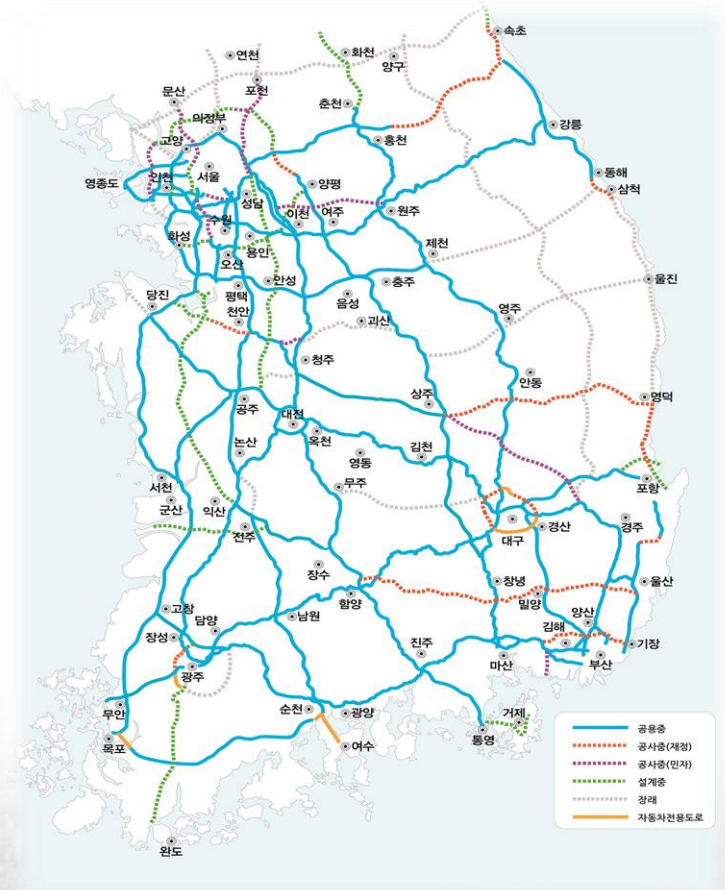 속초
연천
화천
양구
문산
포천
춘천
의정부
강릉
고양
홍천
서울
동해
영종도
인천
양평
삼척
성남
이천
여주
원주
수원
화성
용인
제천
오산
안성
충주
울진
당진
평택
음성
천안
괴산
영주
청주
안동
상주
영덕
공주
대전
옥천
논산
영동
김천
무주
서천
포항
군산
익산
대구
경산
경주
전주
장수
창녕
울산
함양
밀양
고창
담양
남원
양산
장성
김해
기장
진주
마산
부산
광주
무안
순천
광양
거제
목포
여수
통영
완도
공용중
공사중(재정)
공사중(민자)
설계중
장래
자동차전용도로